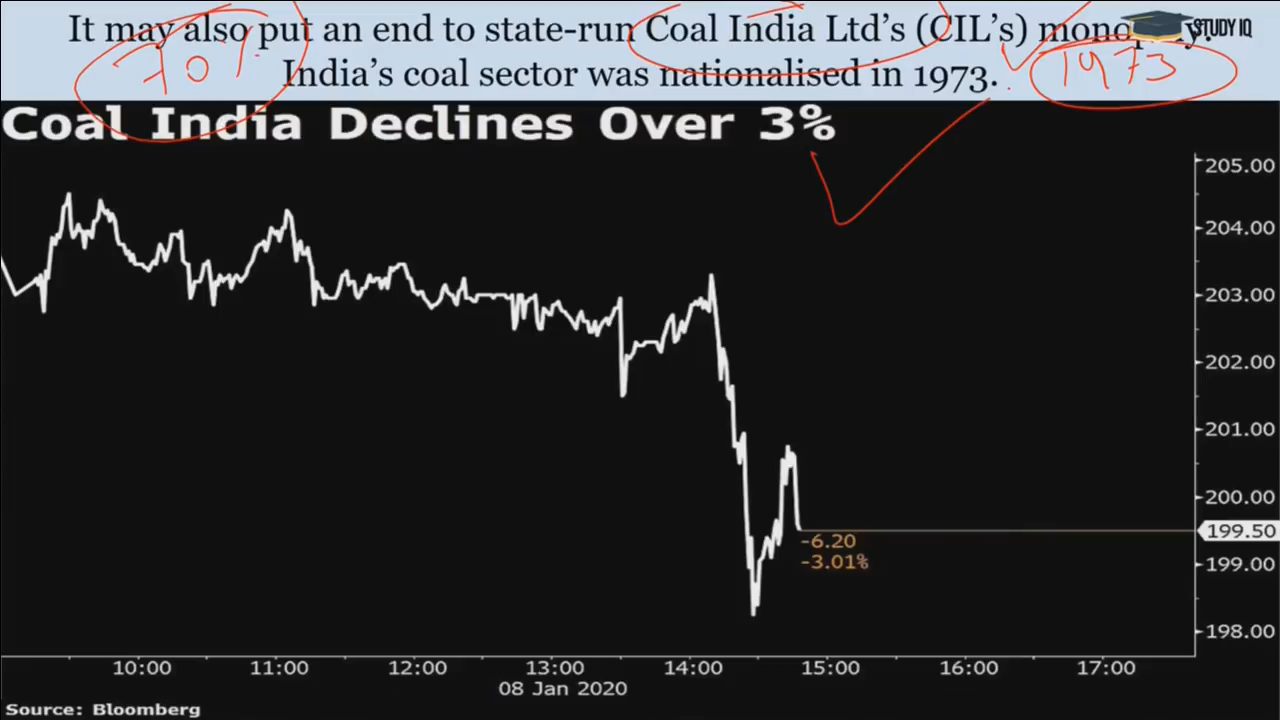 It may also put an end to state-run Coal India Ltd's (CIL's)
STUDY IQ
70%
India's coal sector was nationalised in 1973.
1973
Coal India Declines Over 3%
205.00
204.00
203.00
202.00
201.00
200.00
199.50
-6.20
-3.01%
199.00
198.00
10:00 11:00 12:00 13:00 14:00 15:00 16:00 17:00
08 Jan 2020
Source: Bloomberg